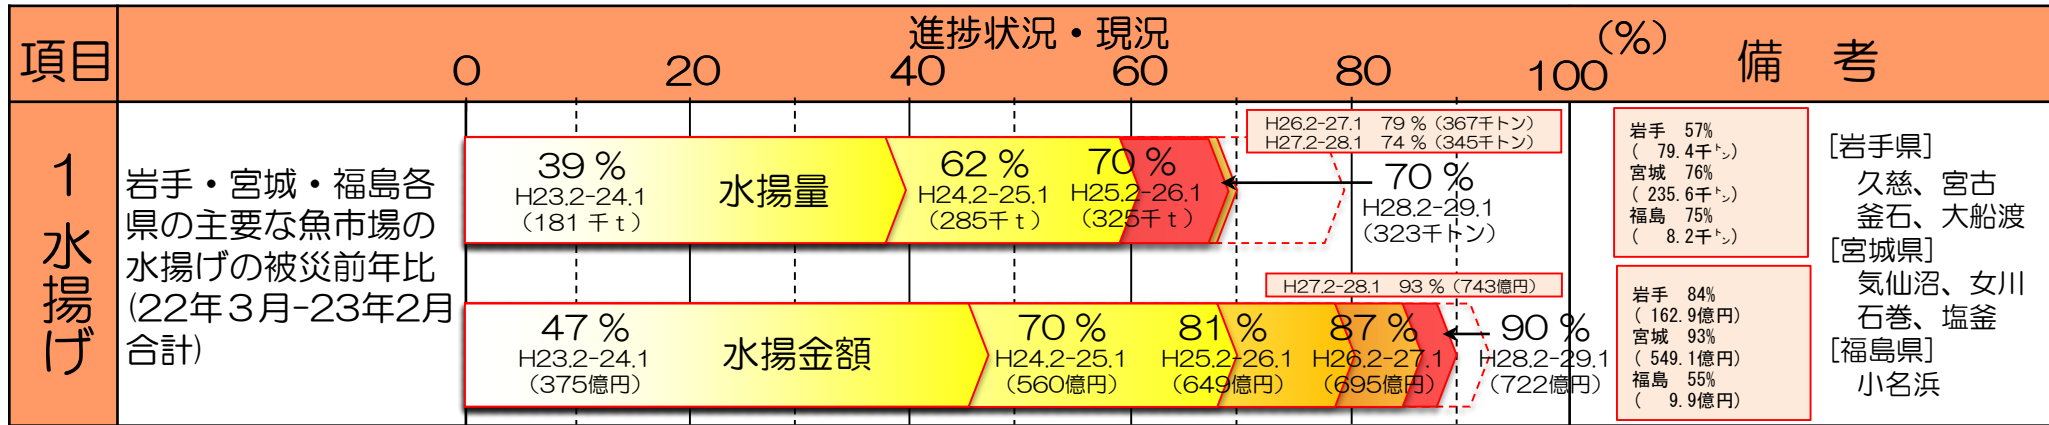 項目
進捗状況・現況
(%)
備　考
0
20
40
60
80
100
1 水揚げ
岩手・宮城・福島各
県の主要な魚市場の
水揚げの被災前年比
(22年３月-23年2月
合計)
39 %
H23.2-24.1
(181 千ｔ)
水揚量
62 %
H24.2-25.1
(285千ｔ)
70 %
H25.2-26.1
(325千ｔ)
H26.2-27.1　79 %（367千トン）
H27.2-28.1　74 %（345千トン）
70 %
H28.2-29.1
(323千トン)
47 %
H23.2-24.1
(375億円)
水揚金額
70 %
H24.2-25.1
(560億円)
81 %
H25.2-26.1
(649億円)
87 %
H26.2-27.1
(695億円)
H27.2-28.1　93 %（743億円）
90 %
H28.2-29.1
(722億円)
岩手　57%
(　79.4千㌧)
宮城　76%
( 235.6千㌧)
福島　75%
(　8.2千㌧)
岩手　84%
( 162.9億円)
宮城　93%
( 549.1億円)
福島　55%
(　9.9億円)
[岩手県]
久慈、宮古
釜石、大船渡
[宮城県]
気仙沼、女川
石巻、塩釜
[福島県]
小名浜